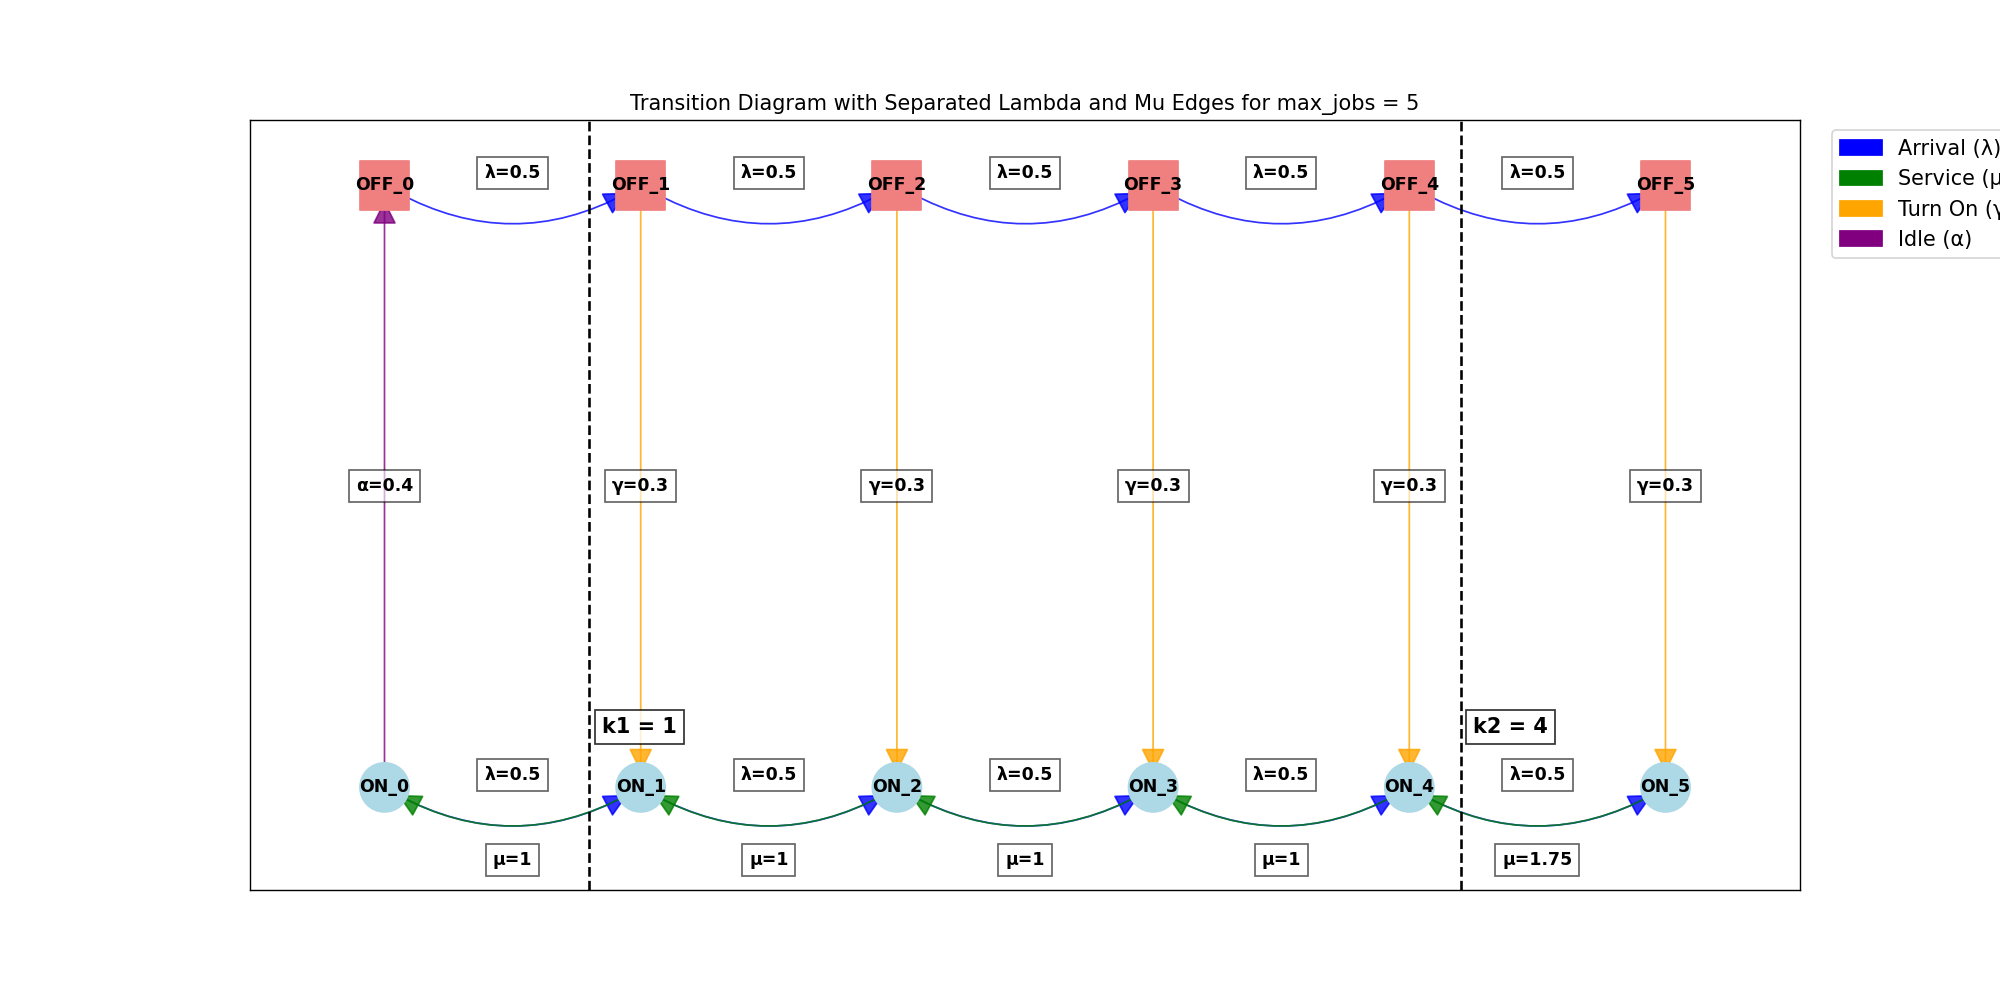 Transition Diagram with Separated Lambda and Mu Edges for max_jobs = 5
OFF_0 λ=0.5 OFF_1 λ=0.5 OFF_2 λ=0.5 OFF_3 λ=0.5 OFF_4 λ=0.5 OFF_5
Arrival (λ)
Service (μ
Turn On (γ
Idle (α)
α=0.4 γ=0.3 γ=0.3 γ=0.3 γ=0.3 γ=0.3
k1 = 1 k2 = 4
λ=0.5 λ=0.5 λ=0.5 λ=0.5 λ=0.5
ON_0 ON_1 ON_2 ON_3 ON_4 ON_5
μ=1 μ=1 μ=1 μ=1 μ=1.75